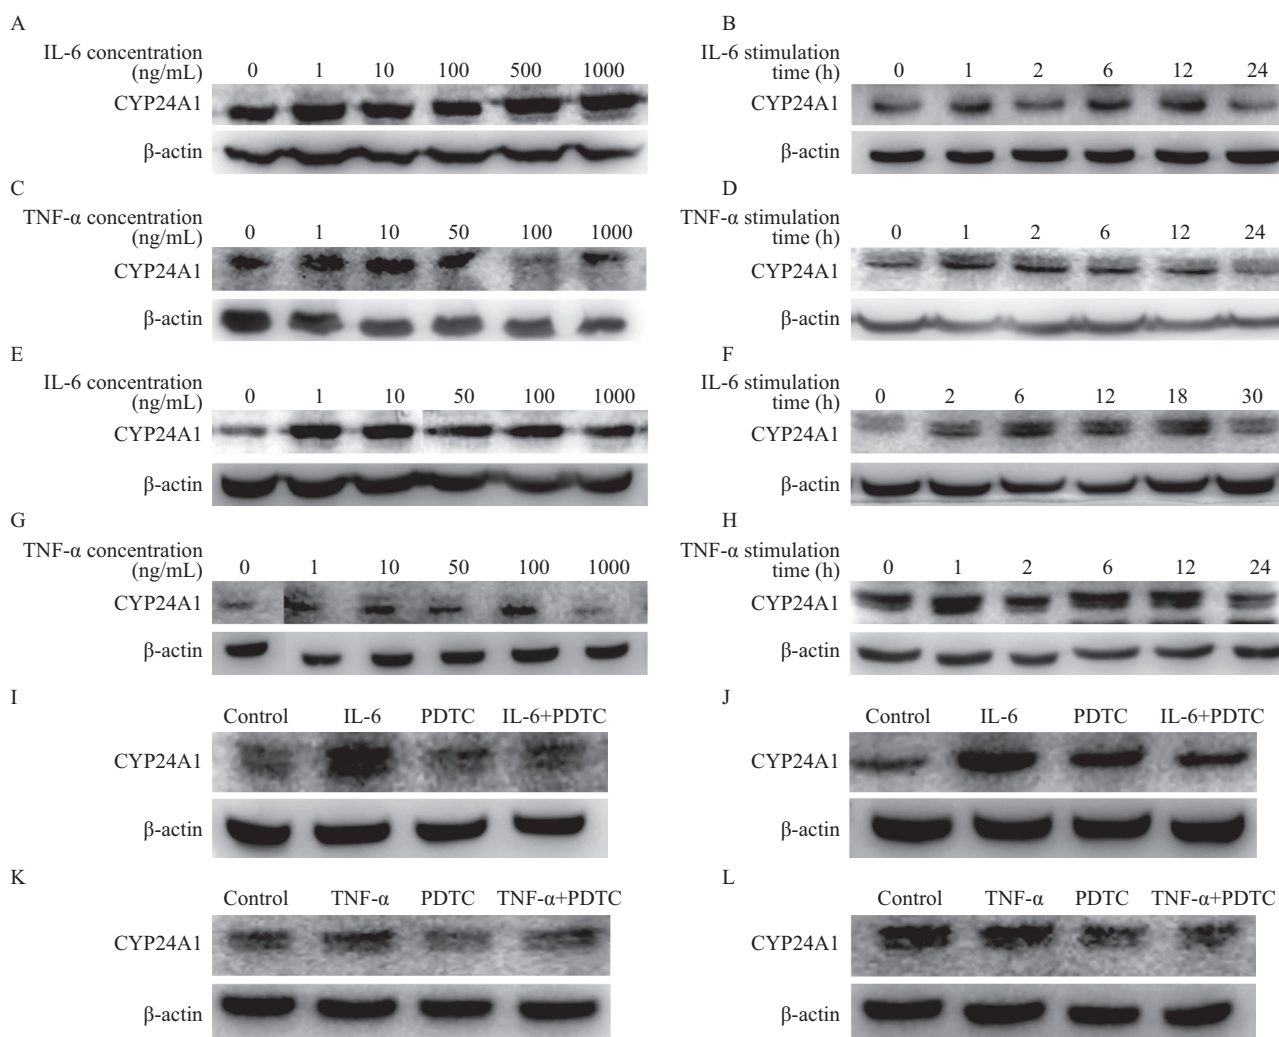 A
IL-6 concentration
(ng/mL) 0 1 10 100 500 1000
CYP24A1
β-actin
B
IL-6 stimulation
time (h) 0 1 2 6 12 24
CYP24A1
β-actin
C
TNF-α concentration
(ng/mL) 0 1 10 50 100 1000
CYP24A1
β-actin
D
TNF-α stimulation
time (h) 0 1 2 6 12 24
CYP24A1
β-actin
E
IL-6 concentration
(ng/mL) 0 1 10 50 100 1000
CYP24A1
β-actin
F
IL-6 stimulation
time (h) 0 2 6 12 18 30
CYP24A1
β-actin
G
TNF-α concentration
(ng/mL) 0 1 10 50 100 1000
CYP24A1
β-actin
H
TNF-α stimulation
time (h) 0 1 2 6 12 24
CYP24A1
β-actin
I
Control IL-6 PDTC IL-6+PDTC
CYP24A1
β-actin
J
Control IL-6 PDTC IL-6+PDTC
CYP24A1
β-actin
K
Control TNF-α PDTC TNF-α+PDTC
CYP24A1
β-actin
L
Control TNF-α PDTC TNF-α+PDTC
CYP24A1
β-actin